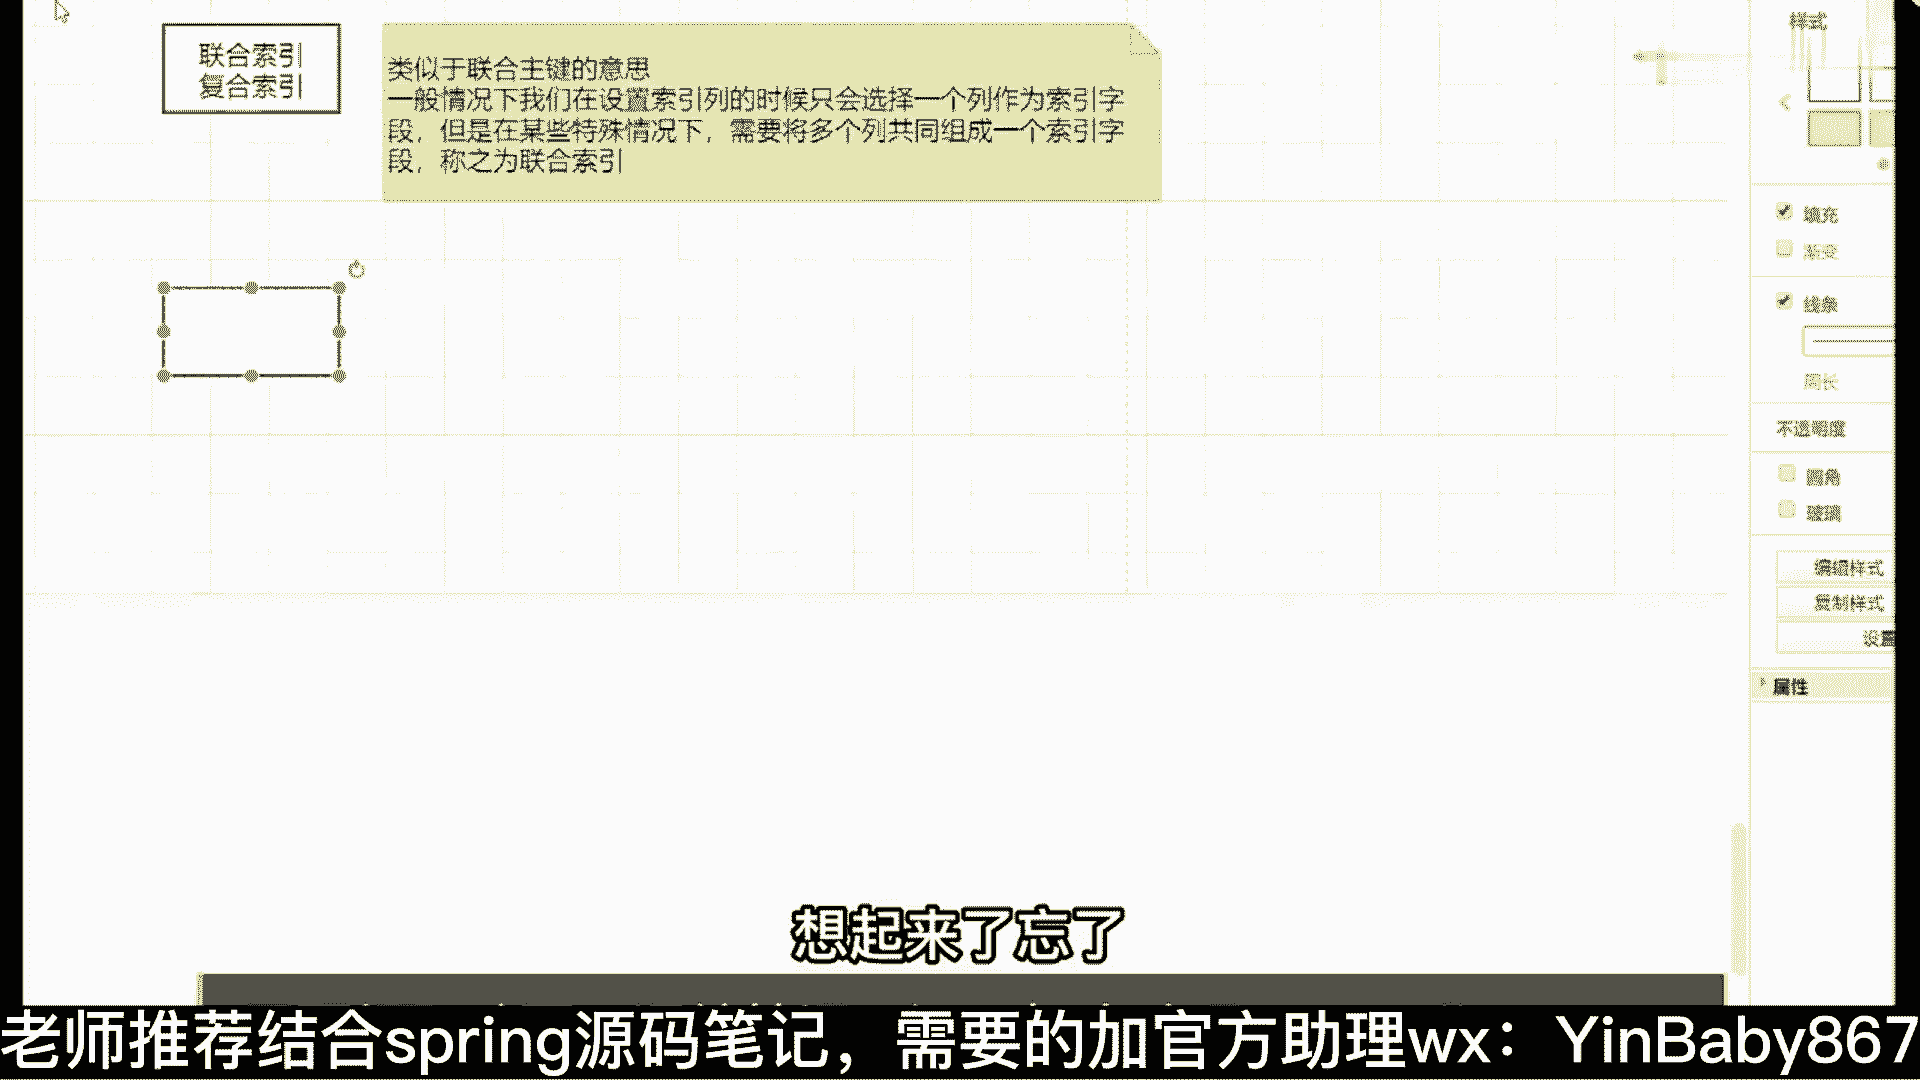 联合索引
复合索引
类似于联合主键的意思
一般情况下我们在设置索引列的时候只会选择一个列作为索引字
段，但是在某些特殊情况下，需要将多个列共同组成一个索引字
段，称之为联合索引
样式
填充
渐变
线条
周长
不透明度
圆角
玻璃
编辑样式
复制样式
设置
属性
想起来了忘了
老师推荐结合spring源码笔记，需要的加官方助理wx：YinBaby867